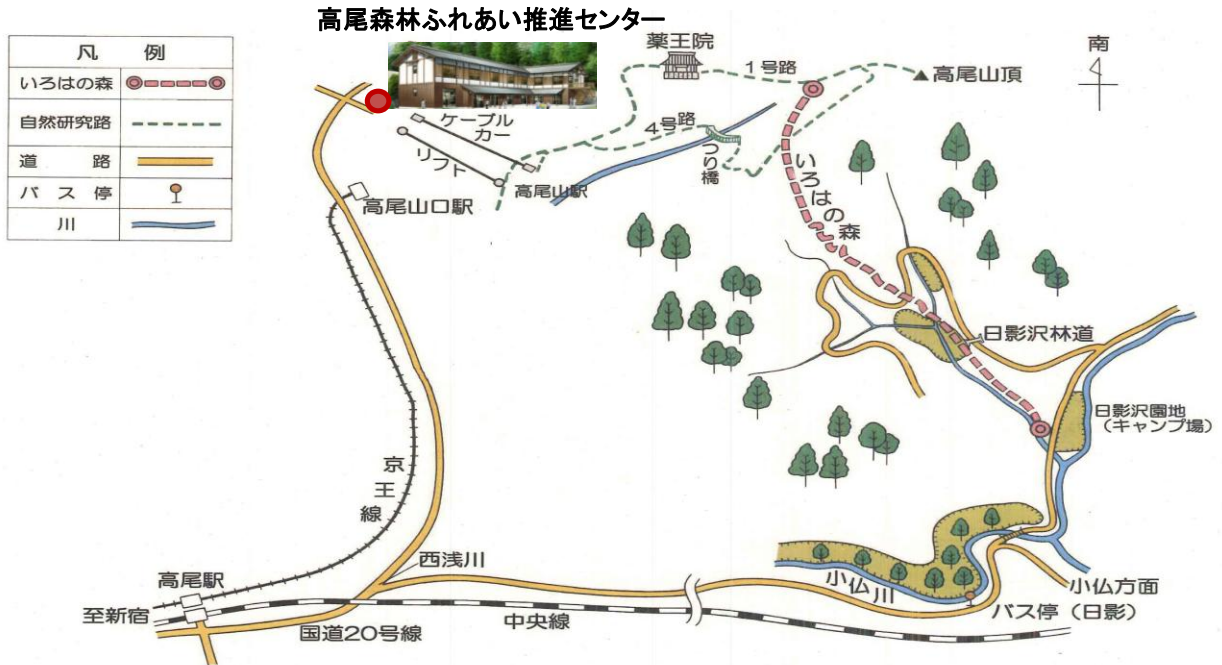 高尾森林ふれあい推進センター
凡 例
いろはの森
自然研究路
道 路
バ ス 停
川
薬王院
1号路
高尾山頂
南
ケーブル
カー
リフト
4号路
つり橋
高尾山駅
高尾山口駅
いろはの森
日影沢林道
日影沢園地
(キャンプ場)
京王線
西浅川
高尾駅
至新宿
国道20号線
中央線
小仏川
小仏方面
バス停(日影)